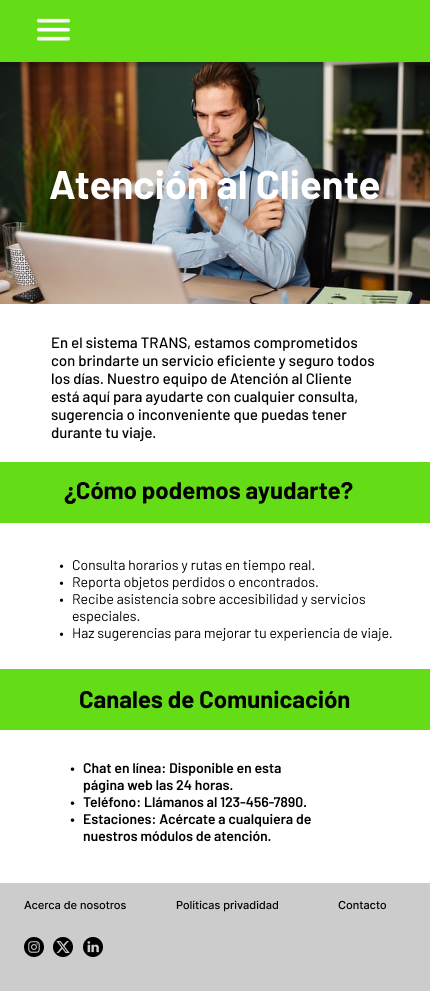 Atención al Cliente
En el sistema TRANS, estamos comprometidos
con brindarte un servicio eficiente y seguro todos
los días. Nuestro equipo de Atención al Cliente
está aquí para ayudarte con cualquier consulta,
sugerencia o inconveniente que puedas tener
durante tu viaje.
¿Cómo podemos ayudarte?
• Consulta horarios y rutas en tiempo real.
• Reporta objetos perdidos o encontrados.
• Recibe asistencia sobre accesibilidad y servicios
especiales.
• Haz sugerencias para mejorar tu experiencia de viaje.
Canales de Comunicación
• Chat en línea: Disponible en esta
página web las 24 horas.
• Teléfono: Llámanos al 123-456-7890.
• Estaciones: Acércate a cualquiera de
nuestros módulos de atención.
Acerca de nosotros Politicas privadidad Contacto